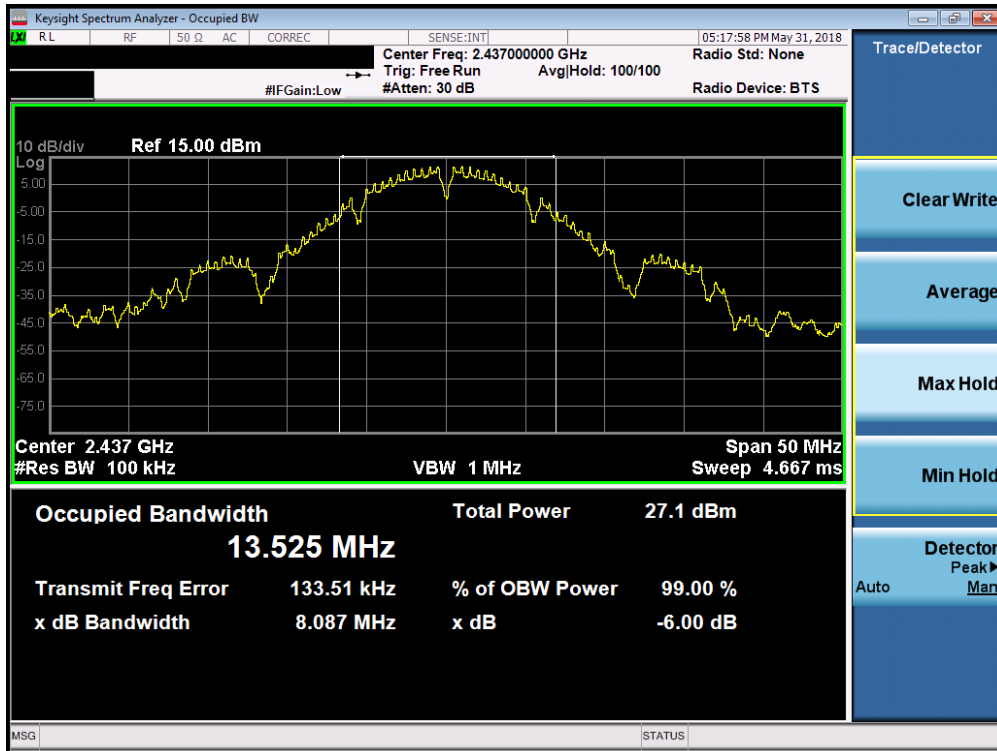 Keysight Spectrum Analyzer - Occupied BW
LXI RL RF 50 Ω AC CORREC SENSE:INT 05:17:58 PM May 31, 2018
Center Freq: 2.437000000 GHz Radio Std: None
Trig: Free Run Avg|Hold: 100/100
#IFGain:Low #Atten: 30 dB Radio Device: BTS
10 dB/div Ref 15.00 dBm
Log
5.00
-5.00
-15.0
-25.0
-35.0
-45.0
-55.0
-65.0
-75.0
Center 2.437 GHz Span 50 MHz
#Res BW 100 kHz VBW 1 MHz Sweep 4.667 ms
Occupied Bandwidth Total Power 27.1 dBm
13.525 MHz
Transmit Freq Error 133.51 kHz % of OBW Power 99.00 %
x dB Bandwidth 8.087 MHz x dB -6.00 dB
MSG STATUS
Trace/Detector
Clear Write
Average
Max Hold
Min Hold
Detector
Peak▶
Auto Man